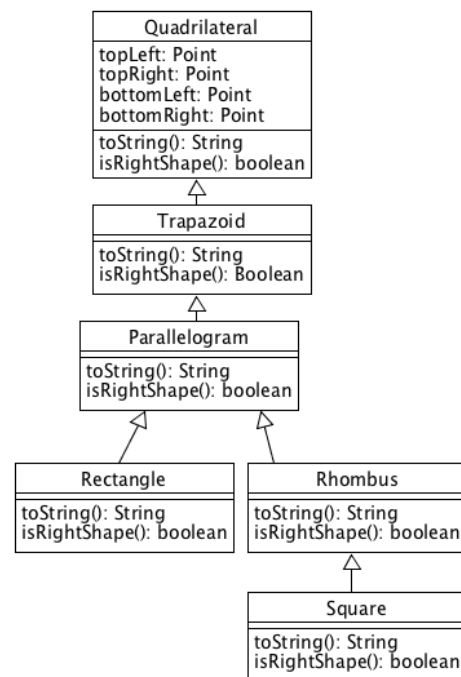 Quadrilateral
topLeft: Point
topRight: Point
bottomLeft: Point
bottomRight: Point
toString(): String
isRightShape(): boolean
Trapazoid
toString(): String
isRightShape(): Boolean
Parallelogram
toString(): String
isRightShape(): boolean
Rectangle
toString(): String
isRightShape(): boolean
Rhombus
toString(): String
isRightShape(): boolean
Square
toString(): String
isRightShape(): boolean